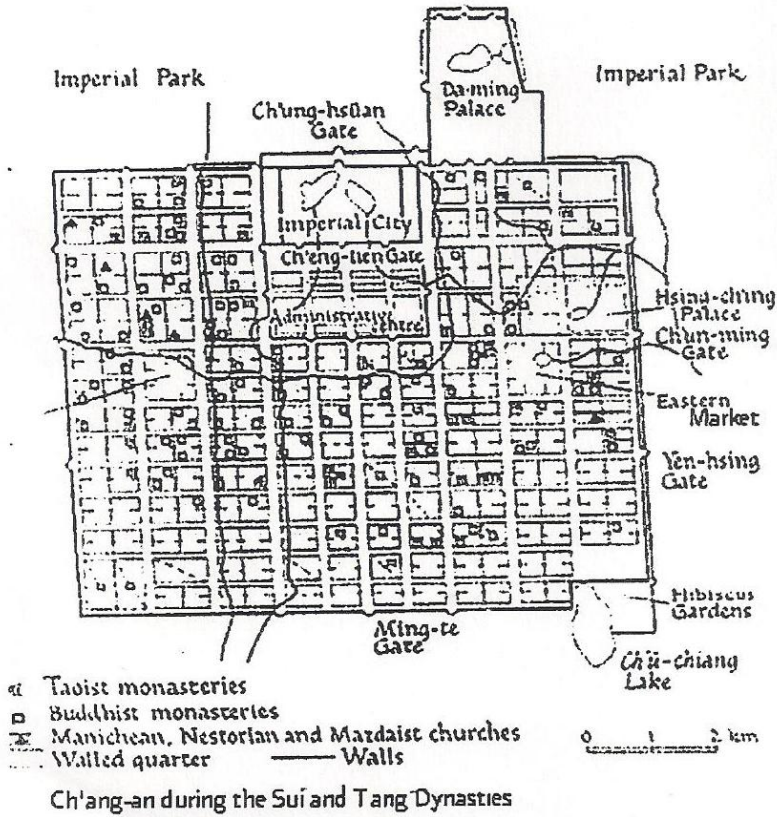 Imperial Park
Imperial Park
Da-ming
Palace
Ch'ung-hsüan
Gate
Imperial City
Ch'eng-tien Gate
Administrative
centre
Hsing-ch'ing
Palace
Ch'un-ming
Gate
Eastern
Market
Yen-hsing
Gate
Hibiscus
Gardens
Ming-te
Gate
Ch'ü-chiang
Lake
Taoist monasteries
Buddhist monasteries
Manichean, Nestorian and Mazdaist churches
Walled quarter Walls
0 1 2 km
Ch'ang-an during the Sui and Tang Dynasties